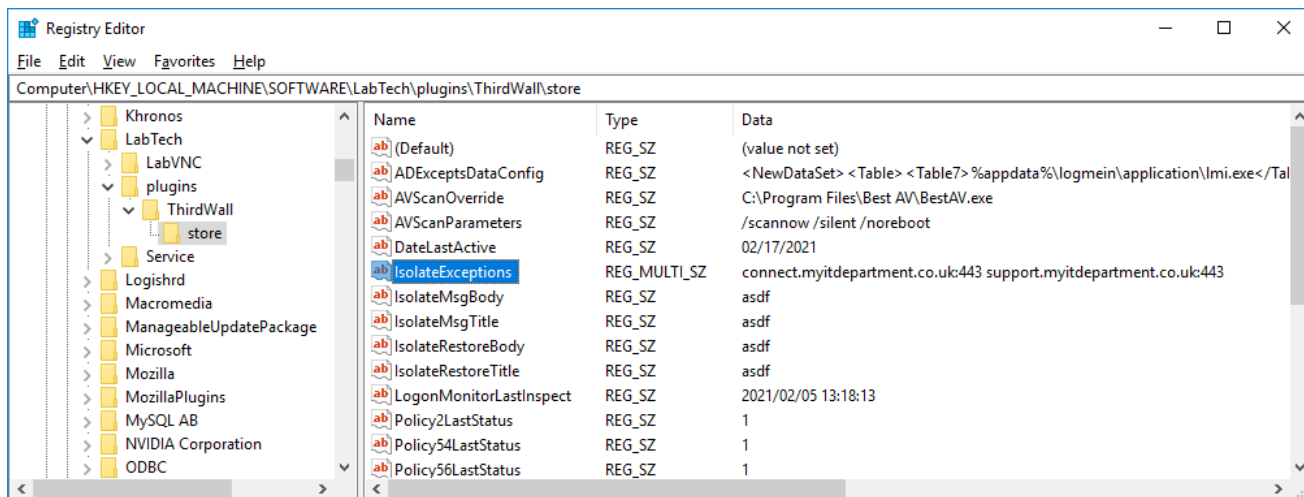 Registry Editor
File Edit View Favorites Help
Computer\HKEY_LOCAL_MACHINE\SOFTWARE\LabTech\plugins\ThirdWall\store
Khronos
LabTech
LabVNC
plugins
ThirdWall
store
Service
Logishrd
Macromedia
ManageableUpdatePackage
Microsoft
Mozilla
MozillaPlugins
MySQL AB
NVIDIA Corporation
ODBC
Name Type Data
(Default) REG_SZ (value not set)
ADExceptsDataConfig REG_SZ <NewDataSet> <Table> <Table7> %appdata%\logmein\application\lmi.exe</Tal
AVScanOverride REG_SZ C:\Program Files\Best AV\BestAV.exe
AVScanParameters REG_SZ /scannow /silent /noreboot
DateLastActive REG_SZ 02/17/2021
IsolateExceptions REG_MULTI_SZ connect.myitdepartment.co.uk:443 support.myitdepartment.co.uk:443
IsolateMsgBody REG_SZ asdf
IsolateMsgTitle REG_SZ asdf
IsolateRestoreBody REG_SZ asdf
IsolateRestoreTitle REG_SZ asdf
LogonMonitorLastInspect REG_SZ 2021/02/05 13:18:13
Policy2LastStatus REG_SZ 1
Policy54LastStatus REG_SZ 1
Policy56LastStatus REG_SZ 1